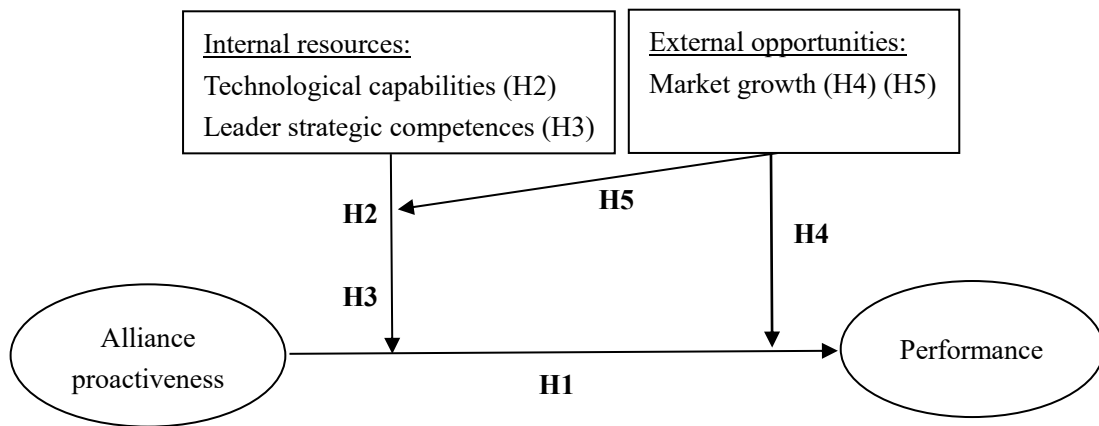 Internal resources:
Technological capabilities (H2)
Leader strategic competences (H3)
External opportunities:
Market growth (H4) (H5)
H2
H5
H4
H3
Alliance
proactiveness
Performance
H1